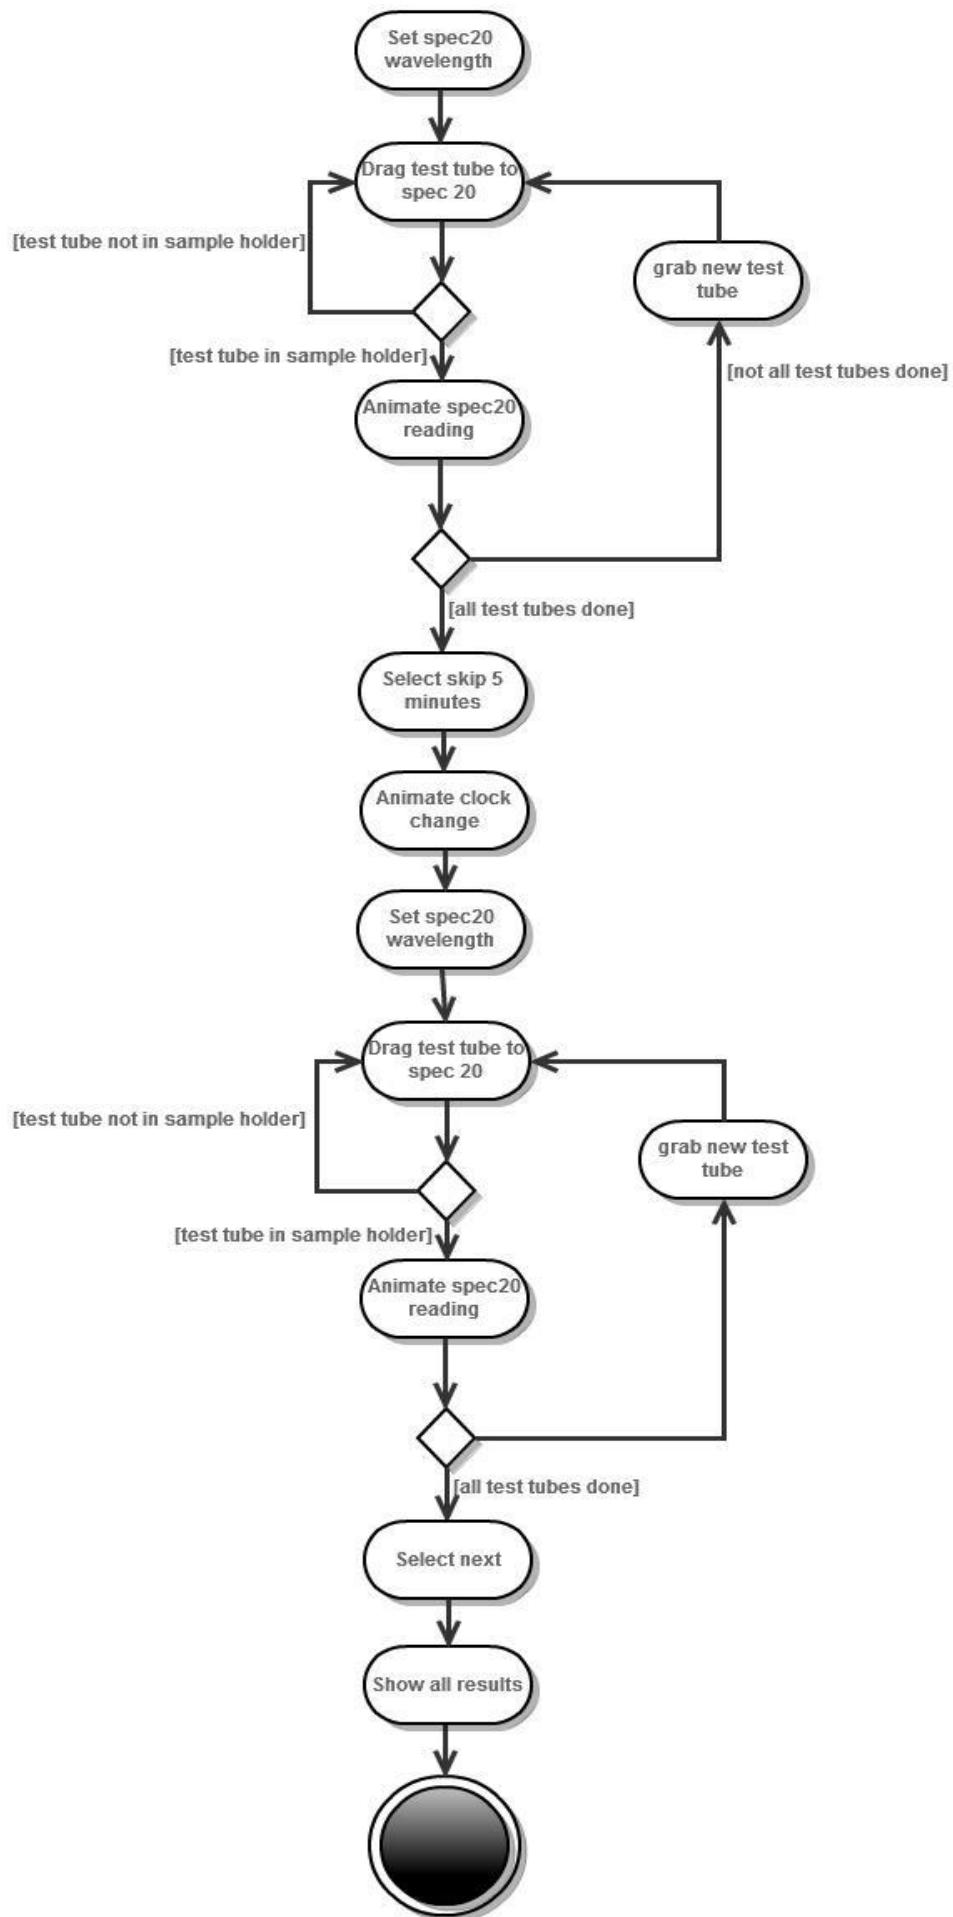 Set spec20
wavelength
Drag test tube to
spec 20
[test tube not in sample holder]
grab new test
tube
[test tube in sample holder]
[not all test tubes done]
Animate spec20
reading
[all test tubes done]
Select skip 5
minutes
Animate clock
change
Set spec20
wavelength
Drag test tube to
spec 20
[test tube not in sample holder]
grab new test
tube
[test tube in sample holder]
Animate spec20
reading
[all test tubes done]
Select next
Show all results